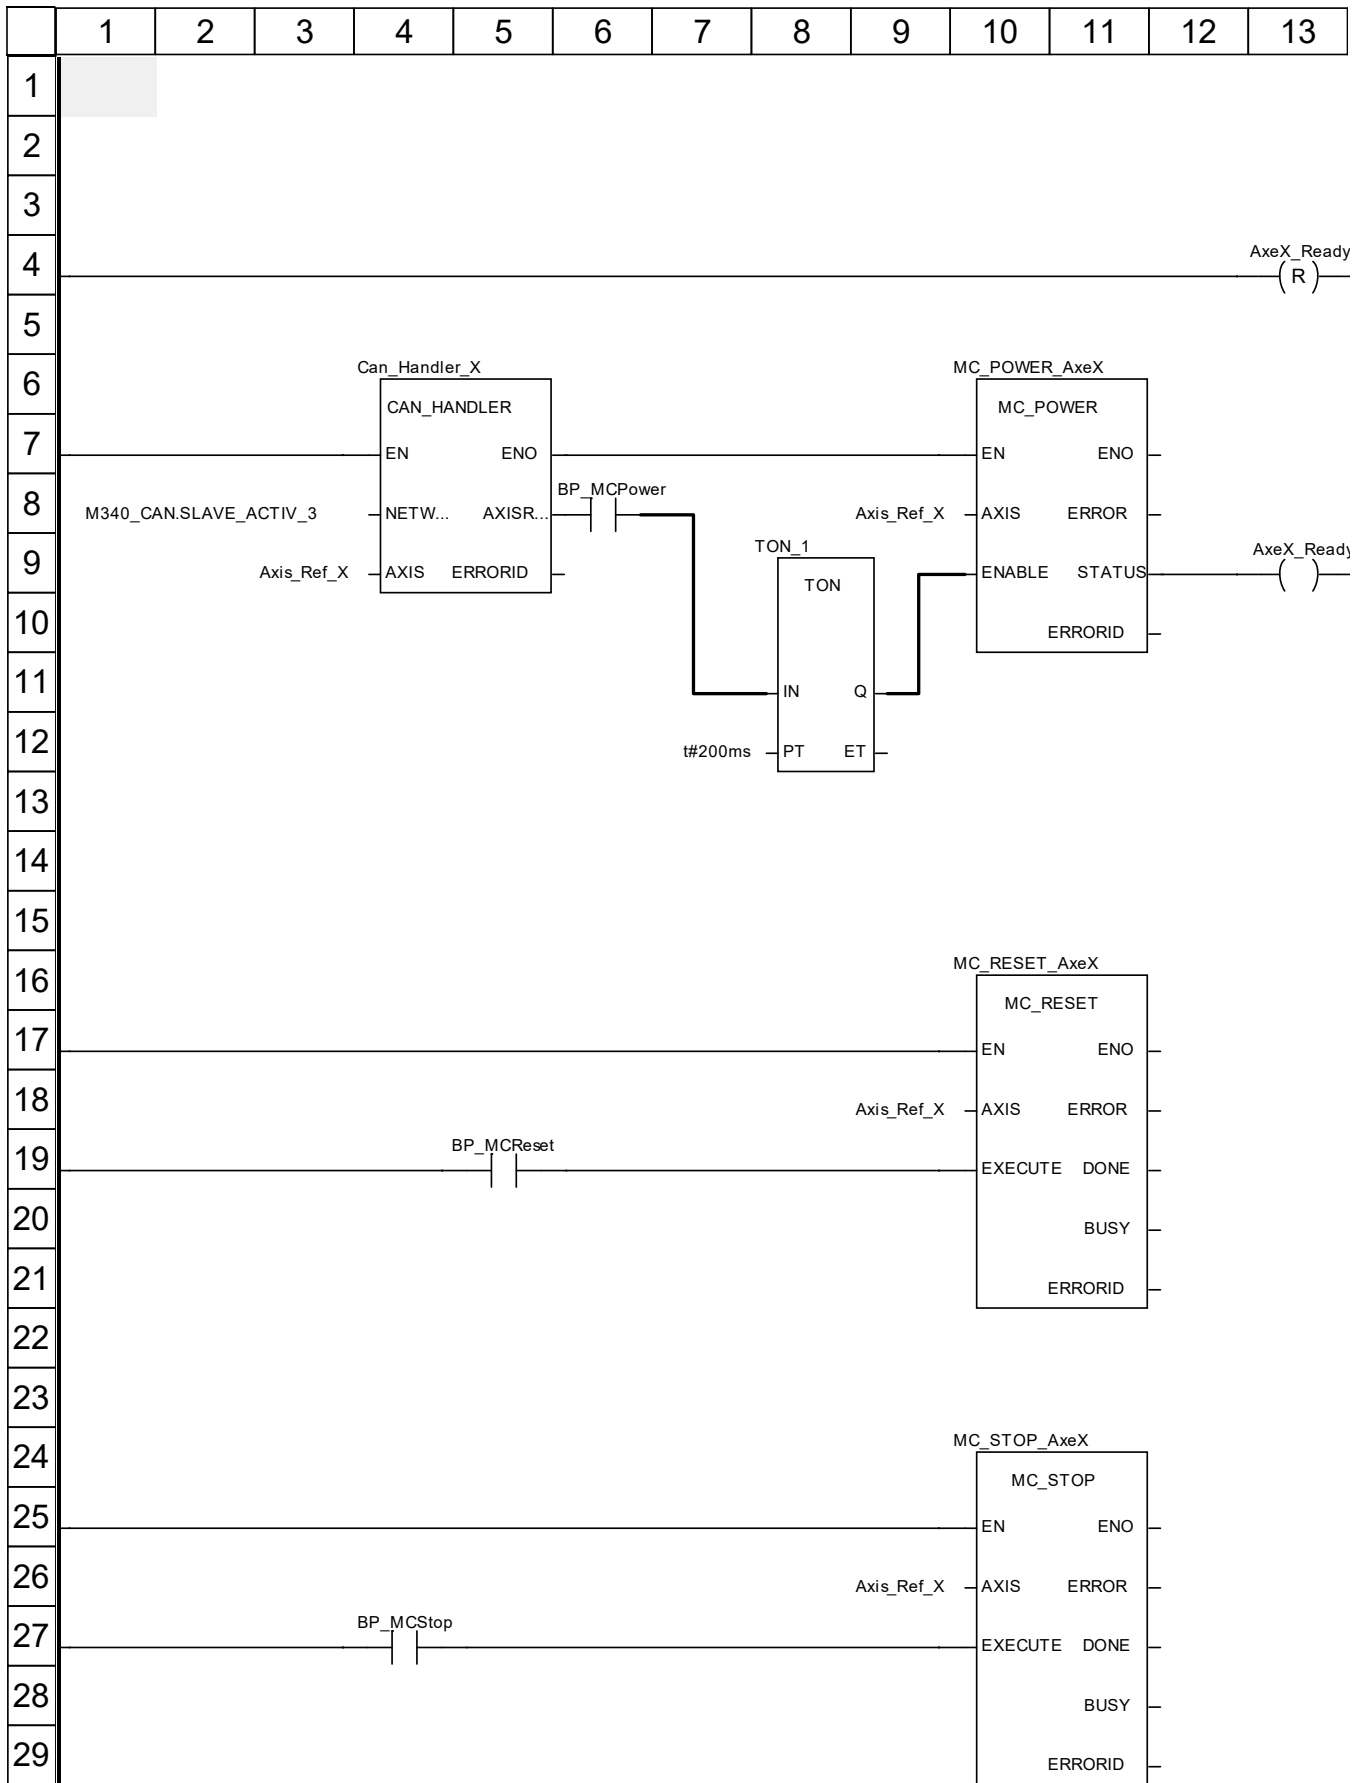 1 2 3 4 5 6 7 8 9 10 11 12 13
1
2
3
AxeX_Ready
4
(R)
5
Can_Handler_X MC_POWER_AxeX
6
CAN_HANDLER MC_POWER
7
EN ENO EN ENO
BP_MCPower
8
M340_CAN.SLAVE_ACTIV_3 NETW... AXISR... Axis_Ref_X AXIS ERROR
TON_1 AxeX_Ready
9
Axis_Ref_X AXIS ERRORID ENABLE STATUS ( )
TON
10
ERRORID
11
IN Q
12
t#200ms PT ET
13
14
15
MC_RESET_AxeX
16
MC_RESET
17
EN ENO
18
Axis_Ref_X AXIS ERROR
BP_MCReset
19
EXECUTE DONE
20
BUSY
21
ERRORID
22
23
MC_STOP_AxeX
24
MC_STOP
25
EN ENO
26
Axis_Ref_X AXIS ERROR
BP_MCStop
27
EXECUTE DONE
28
BUSY
29
ERRORID